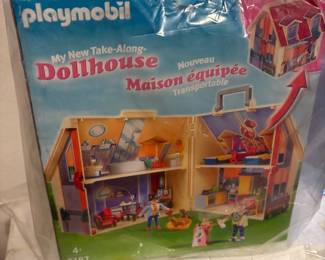 playmobil
My New Take-Along-
Dollhouse
Nouveau
Maison équipée
Transportable
4+